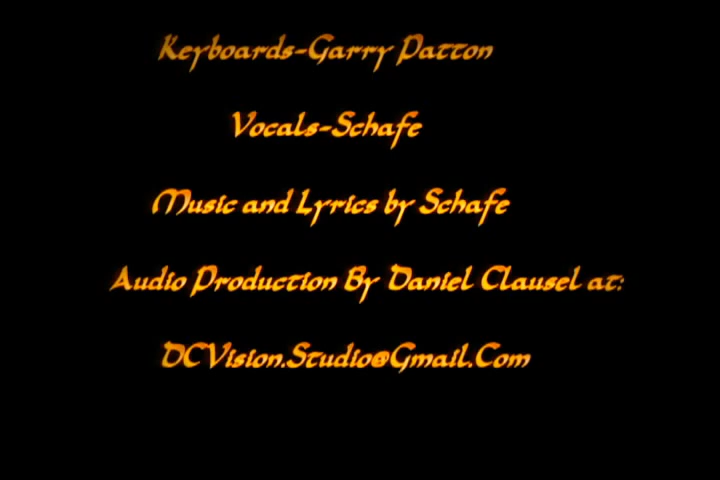 Keyboards-Garry Patton
Vocals-Schafe
Music and Lyrics by Schafe
Audio Production By Daniel Clausel at:
DCVision.Studio@Gmail.Com